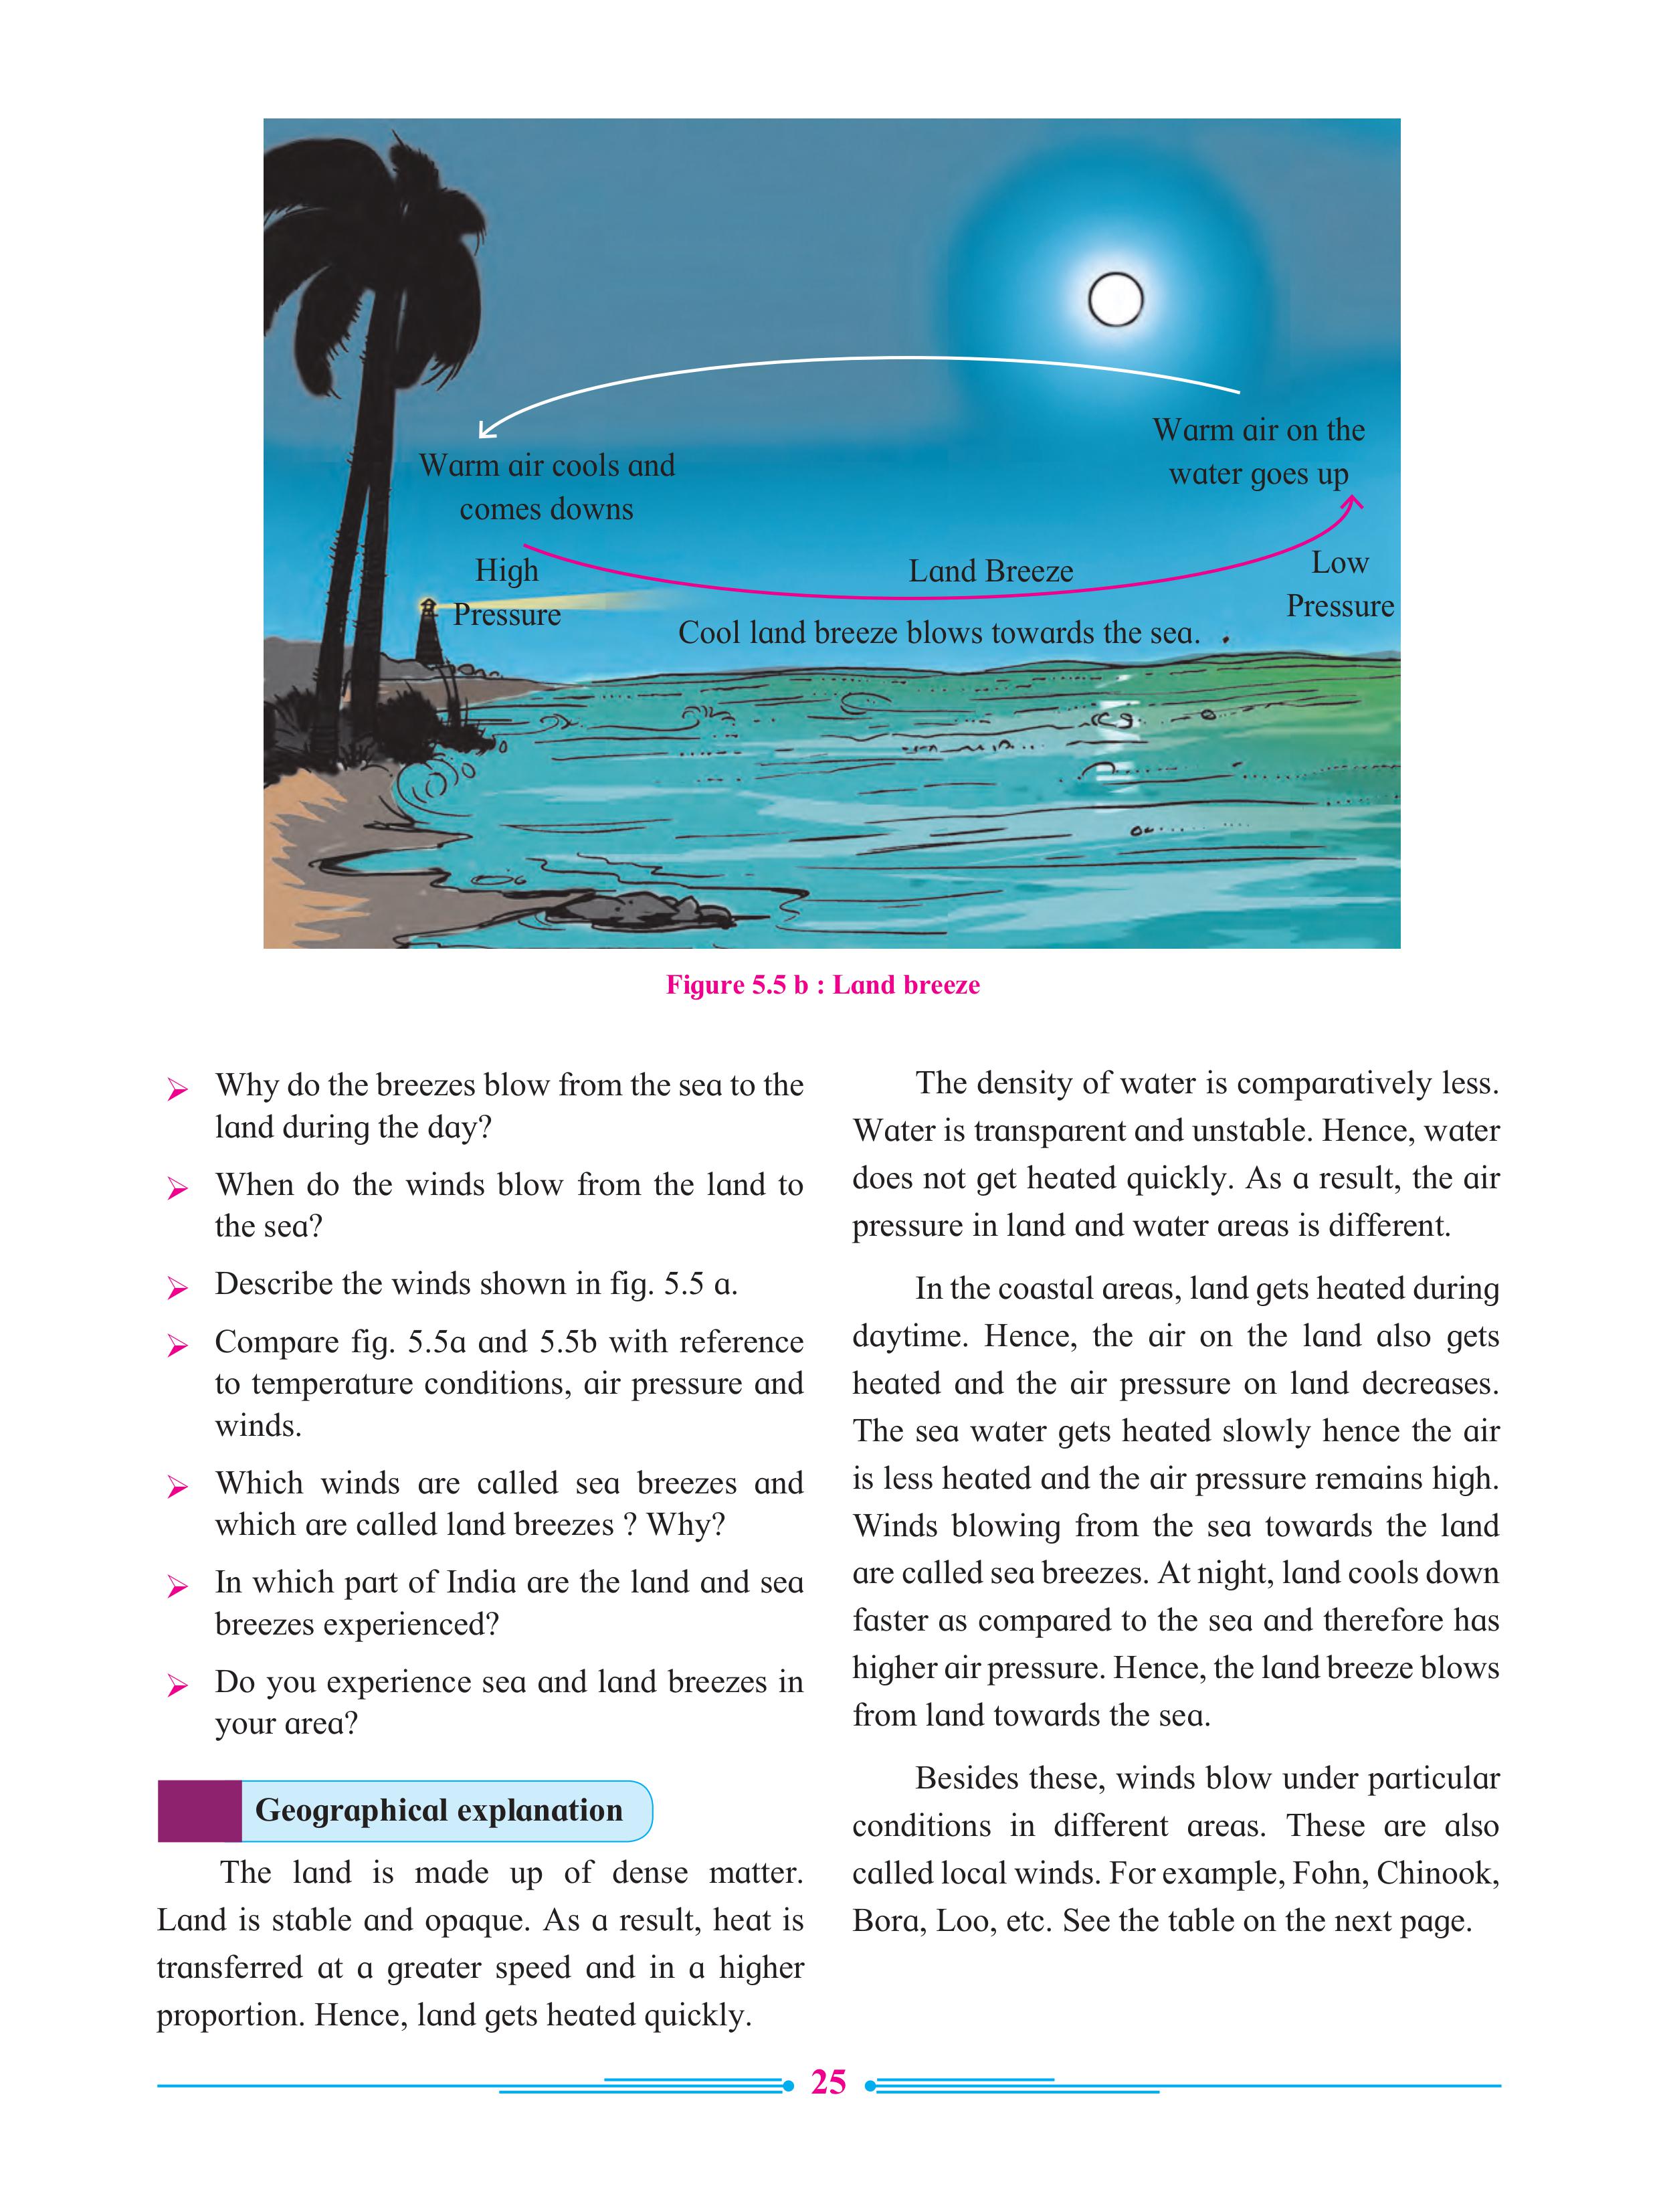 Warm air on the
water goes up
Warm air cools and
comes downs
High
Pressure
Land Breeze
Low
Pressure
Cool land breeze blows towards the sea.
Figure 5.5 b : Land breeze
➢ Why do the breezes blow from the sea to the
land during the day?
➢ When do the winds blow from the land to
the sea?
➢ Describe the winds shown in fig. 5.5 a.
➢ Compare fig. 5.5a and 5.5b with reference
to temperature conditions, air pressure and
winds.
➢ Which winds are called sea breezes and
which are called land breezes ? Why?
➢ In which part of India are the land and sea
breezes experienced?
➢ Do you experience sea and land breezes in
your area?
Geographical explanation
The land is made up of dense matter.
Land is stable and opaque. As a result, heat is
transferred at a greater speed and in a higher
proportion. Hence, land gets heated quickly.
The density of water is comparatively less.
Water is transparent and unstable. Hence, water
does not get heated quickly. As a result, the air
pressure in land and water areas is different.
In the coastal areas, land gets heated during
daytime. Hence, the air on the land also gets
heated and the air pressure on land decreases.
The sea water gets heated slowly hence the air
is less heated and the air pressure remains high.
Winds blowing from the sea towards the land
are called sea breezes. At night, land cools down
faster as compared to the sea and therefore has
higher air pressure. Hence, the land breeze blows
from land towards the sea.
Besides these, winds blow under particular
conditions in different areas. These are also
called local winds. For example, Fohn, Chinook,
Bora, Loo, etc. See the table on the next page.
25